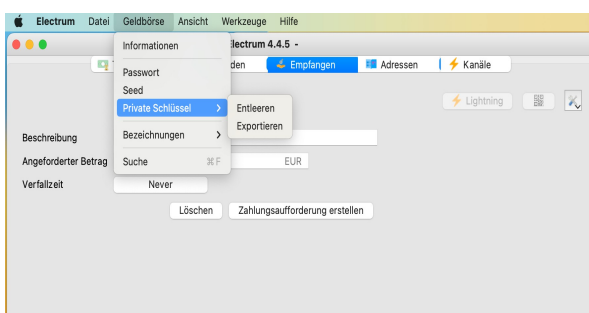 Electrum Datei Geldbörse Ansicht Werkzeuge Hilfe
Electrum 4.4.5 -
Informationen
Passwort
Seed
Private Schlüssel >
Bezeichnungen >
Suche ⌘F
Entleeren
Exportieren
den Empfangen Adressen Kanäle
Lightning
Beschreibung
Angeforderter Betrag EUR
Verfallzeit Never
Löschen Zahlungsaufforderung erstellen